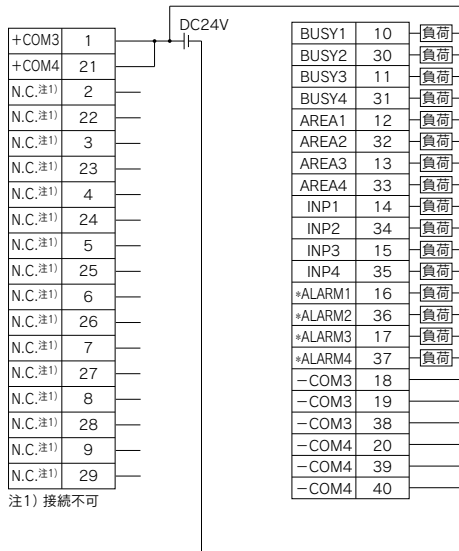 DC24V
+COM3 1
+COM4 21
N.C.注1) 2
N.C.注1) 22
N.C.注1) 3
N.C.注1) 23
N.C.注1) 4
N.C.注1) 24
N.C.注1) 5
N.C.注1) 25
N.C.注1) 6
N.C.注1) 26
N.C.注1) 7
N.C.注1) 27
N.C.注1) 8
N.C.注1) 28
N.C.注1) 9
N.C.注1) 29
注1) 接続不可
BUSY1 10 負荷
BUSY2 30 負荷
BUSY3 11 負荷
BUSY4 31 負荷
AREA1 12 負荷
AREA2 32 負荷
AREA3 13 負荷
AREA4 33 負荷
INP1 14 負荷
INP2 34 負荷
INP3 15 負荷
INP4 35 負荷
*ALARM1 16 負荷
*ALARM2 36 負荷
*ALARM3 17 負荷
*ALARM4 37 負荷
−COM3 18
−COM3 19
−COM3 38
−COM4 20
−COM4 39
−COM4 40